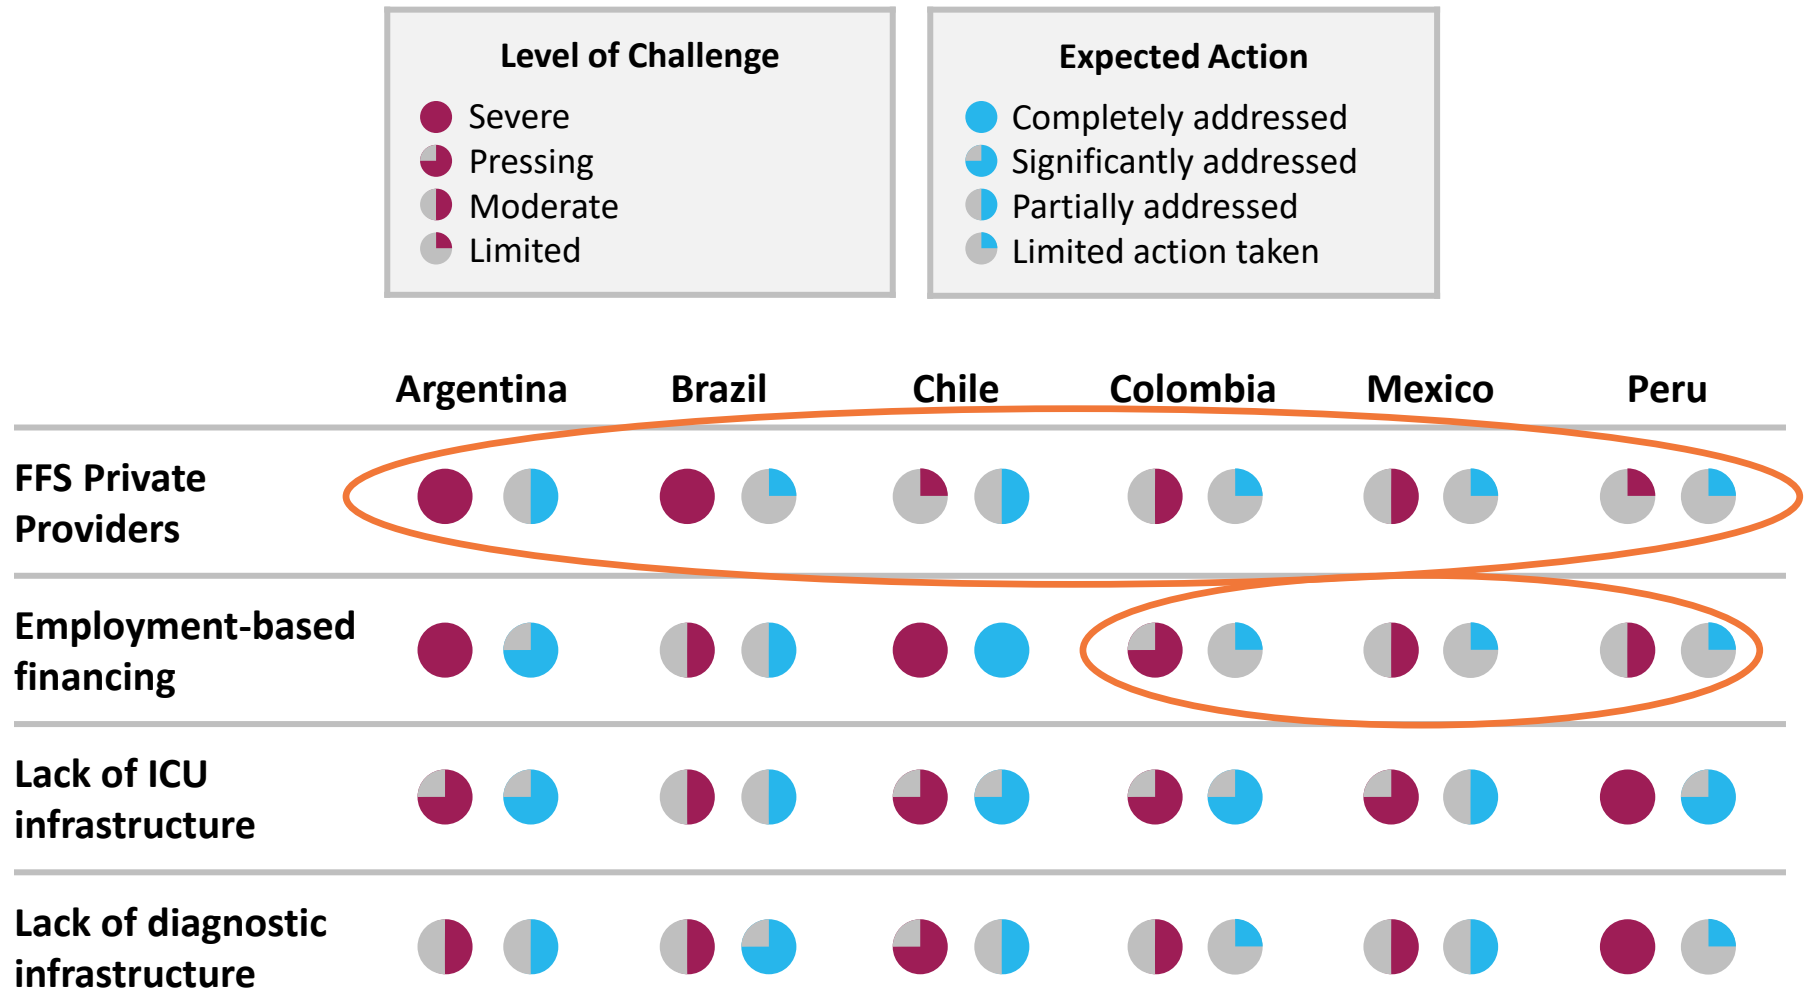 Level of Challenge
Severe
Pressing
Moderate
Limited
Expected Action
Completely addressed
Significantly addressed
Partially addressed
Limited action taken
Argentina Brazil Chile Colombia Mexico Peru
FFS Private
Providers
Employment-based
financing
Lack of ICU
infrastructure
Lack of diagnostic
infrastructure